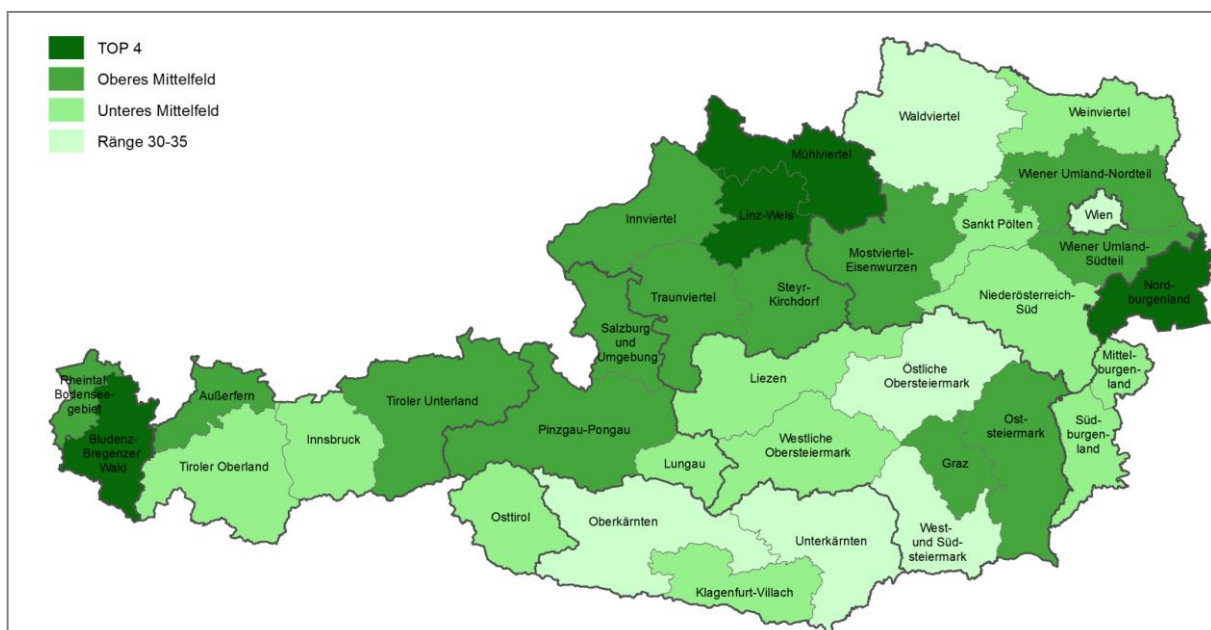 TOP 4
Oberes Mittelfeld
Unteres Mittelfeld
Ränge 30-35
Waldviertel
Weinviertel
Mühlviertel
Wiener Umland-Nordteil
Innviertel
Linz-Wels
Sankt Pölten
Wien
Mostviertel-
Eisenwurzen
Wiener Umland-
Südteil
Traunviertel
Steyr-
Kirchdorf
Niederösterreich-
Süd
Nord-
burgenland
Salzburg
und
Umgebung
Liezen
Östliche
Obersteiermark
Mittel-
burgen-
land
Rheintal-
Bodensee-
gebiet
Außerfern
Tiroler Unterland
Pinzgau-Pongau
Ost-
steiermark
Süd-
burgen-
land
Bludenz-
Bregenzer
Wald
Tiroler Oberland
Innsbruck
Lungau
Westliche
Obersteiermark
Graz
Osttirol
Oberkärnten
Unterkärnten
West-
und Süd-
steiermark
Klagenfurt-Villach